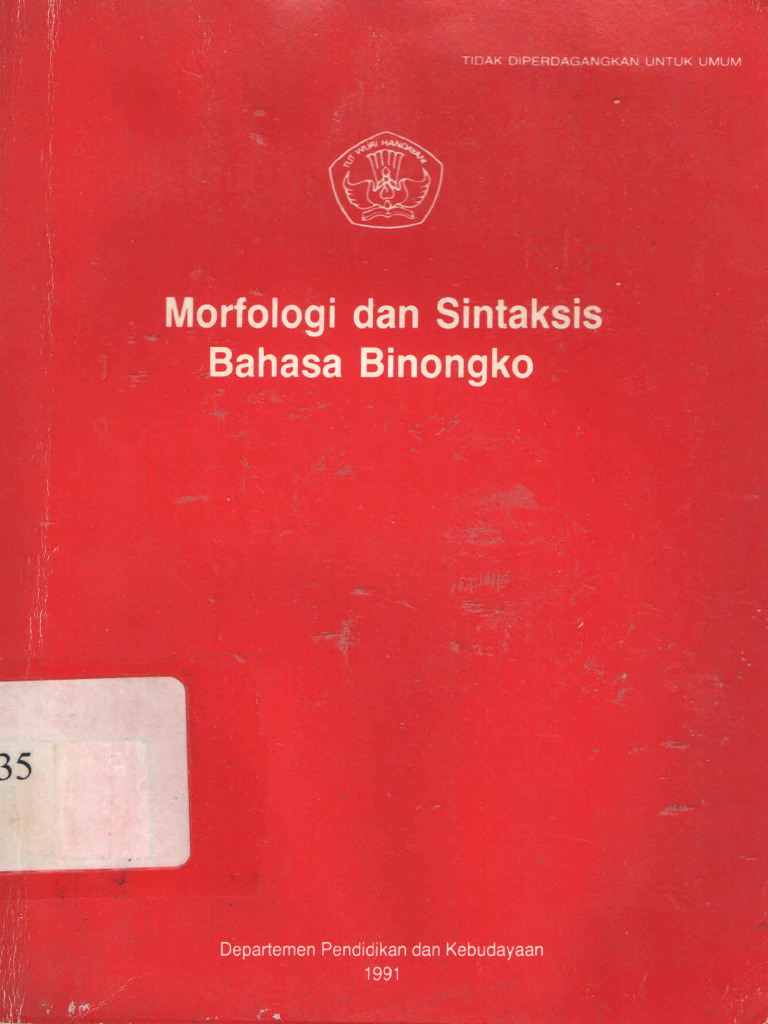 TIDAK DIPERDAGANGKAN UNTUK UMUM
TUT WURI HANDAYANI
Morfologi dan Sintaksis
Bahasa Binongko
35
Departemen Pendidikan dan Kebudayaan
1991